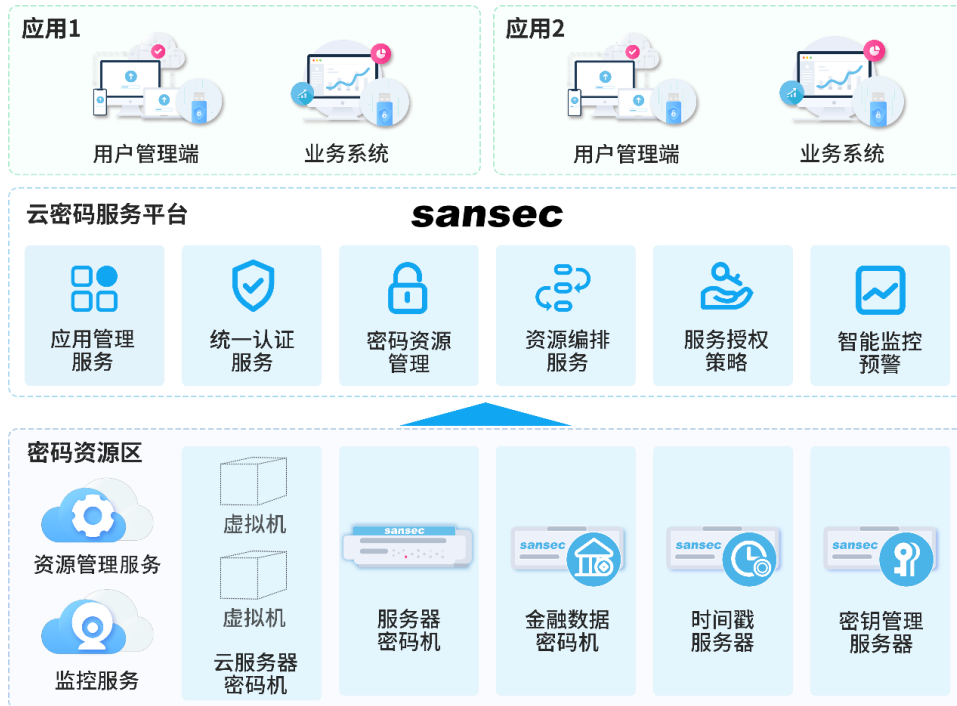 应用1
用户管理端
业务系统
应用2
用户管理端
业务系统
云密码服务平台
sansec
应用管理
服务
统一认证
服务
密码资源
管理
资源编排
服务
服务授权
策略
智能监控
预警
密码资源区
资源管理服务
监控服务
虚拟机
虚拟机
云服务器
密码机
sansec
服务器
密码机
sansec
金融数据
密码机
sansec
时间戳
服务器
sansec
密钥管理
服务器